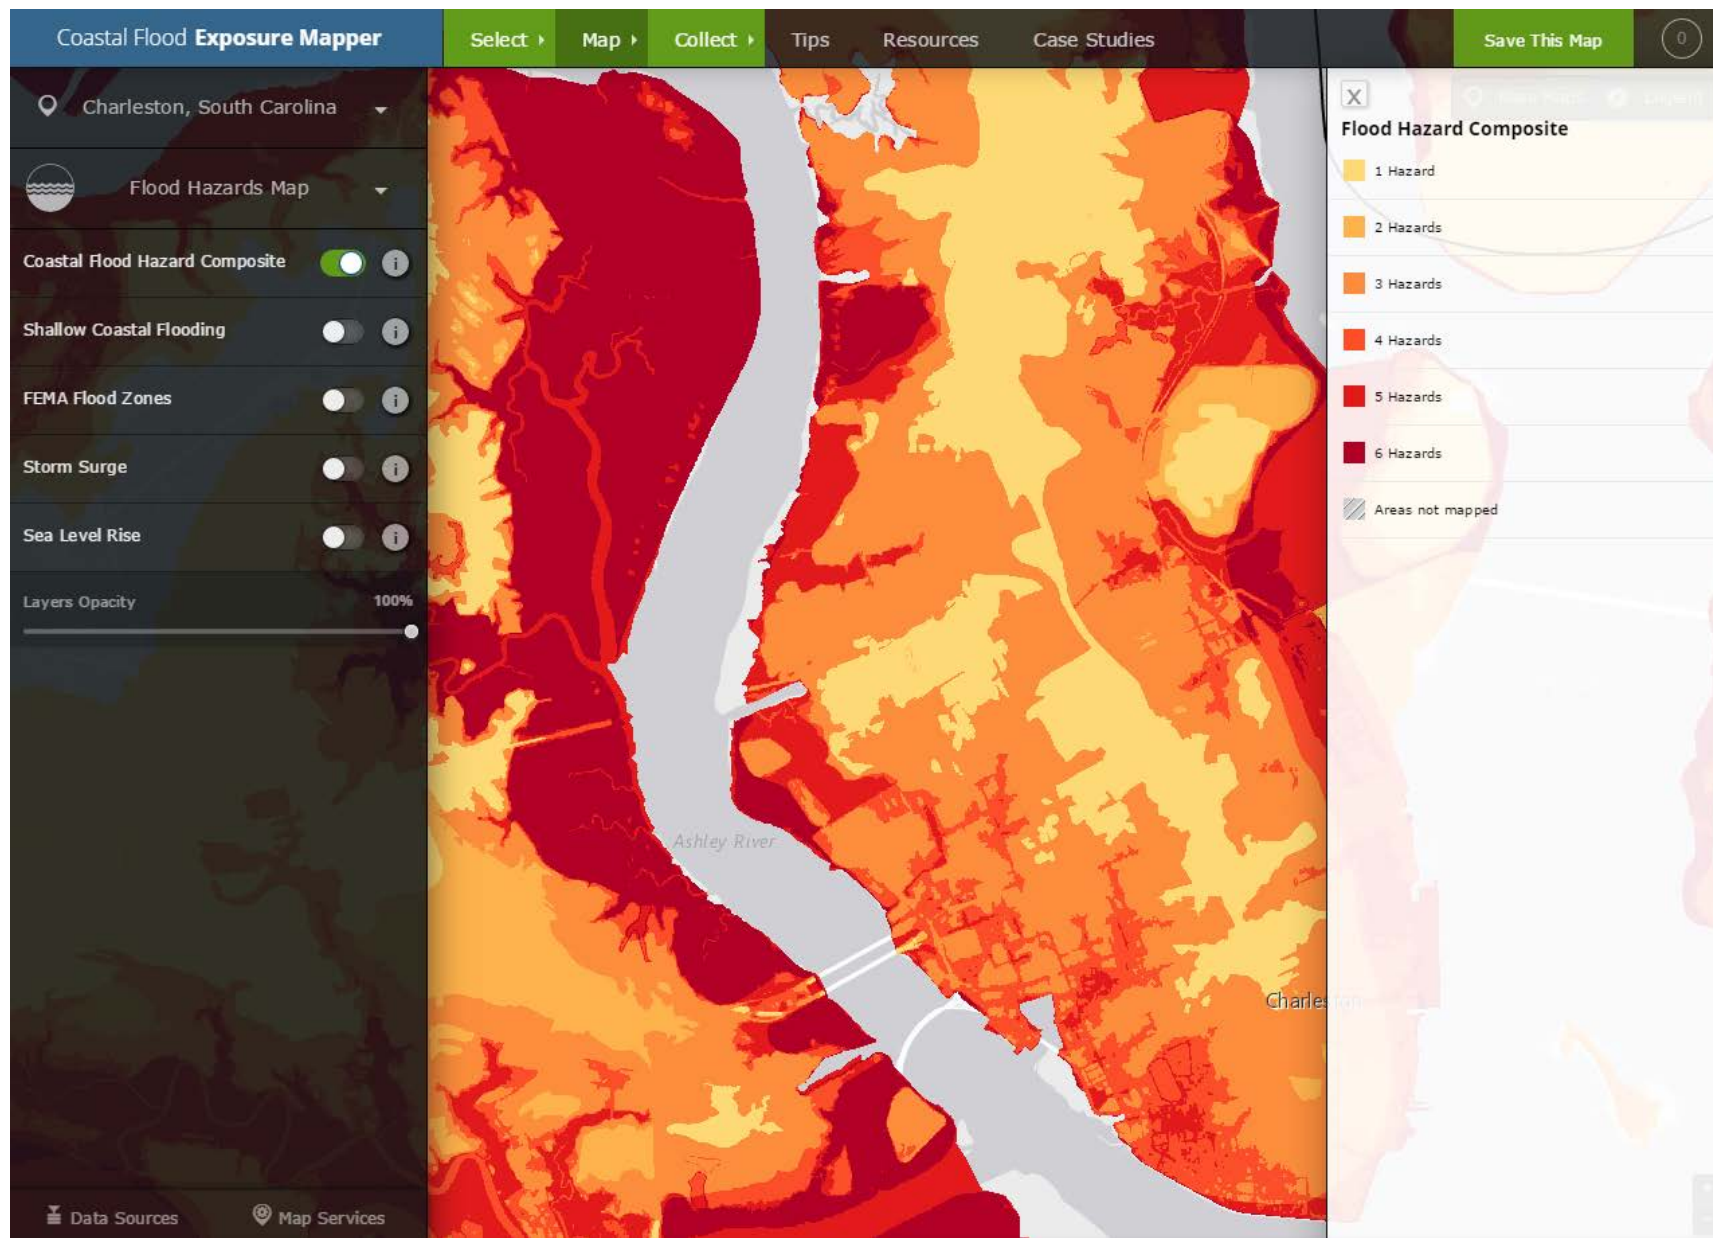 Coastal Flood Exposure Mapper
Select
Map
Collect
Tips
Resources
Case Studies
Save This Map
0
Charleston, South Carolina
Flood Hazards Map
Coastal Flood Hazard Composite
i
Shallow Coastal Flooding
i
FEMA Flood Zones
i
Storm Surge
i
Sea Level Rise
i
Layers Opacity
100%
Data Sources
Map Services
Ashley River
Charleston
X
Flood Hazard Composite
1 Hazard
2 Hazards
3 Hazards
4 Hazards
5 Hazards
6 Hazards
Areas not mapped